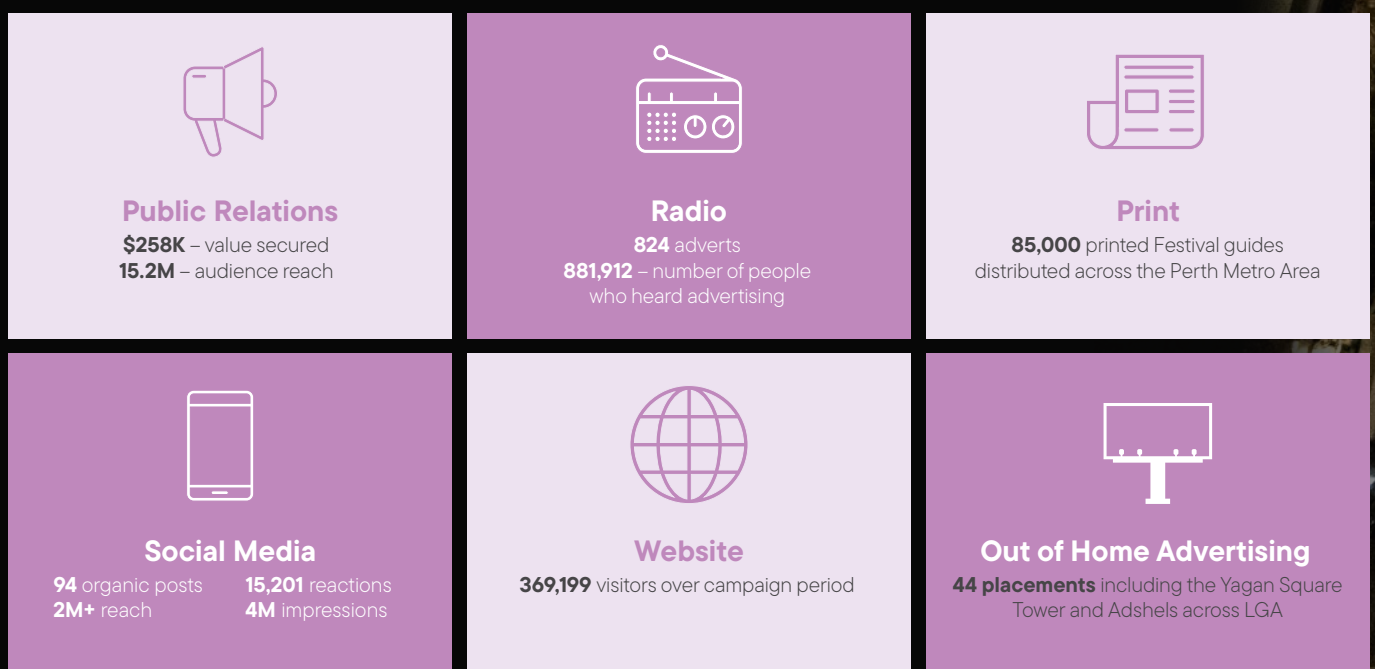 Public Relations
$258K – value secured
15.2M – audience reach
Radio
824 adverts
881,912 – number of people
who heard advertising
Print
85,000 printed Festival guides
distributed across the Perth Metro Area
Social Media
94 organic posts
2M+ reach
15,201 reactions
4M impressions
Website
369,199 visitors over campaign period
Out of Home Advertising
44 placements including the Yagan Square
Tower and Adshels across LGA